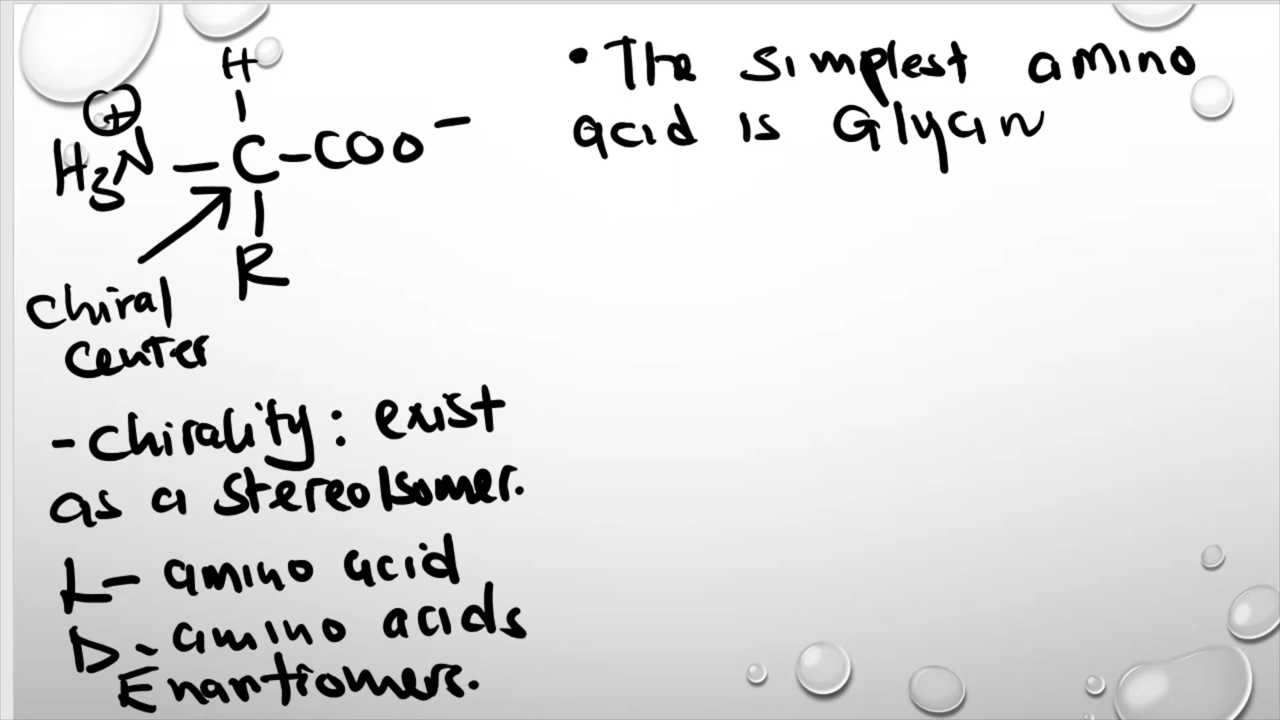 H
|
H₃N⊕ – C – COO⁻
|
R
chiral
center
- chirality: exist
as a stereoIsomer.
L – amino acid
D - amino acids
Enantiomers.
• The simplest amino
acid is Glycin